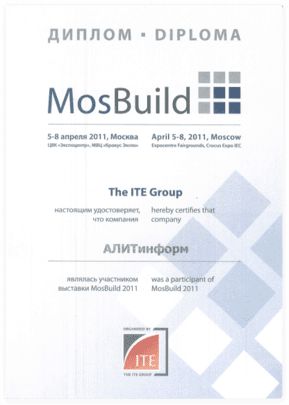 ДИПЛОМ ▪ DIPLOMA
MosBuild
5-8 апреля 2011, Москва April 5-8, 2011, Moscow
ЦВК «Экспоцентр», МВЦ «Крокус Экспо» Expocentre Fairgrounds, Crocus Expo IEC
The ITE Group
настоящим удостоверяет, hereby certifies that
что компания company
АЛИТинформ
являлась участником was a participant of
выставки MosBuild 2011 MosBuild 2011
ORGANISED BY
ITE
THE ITE GROUP